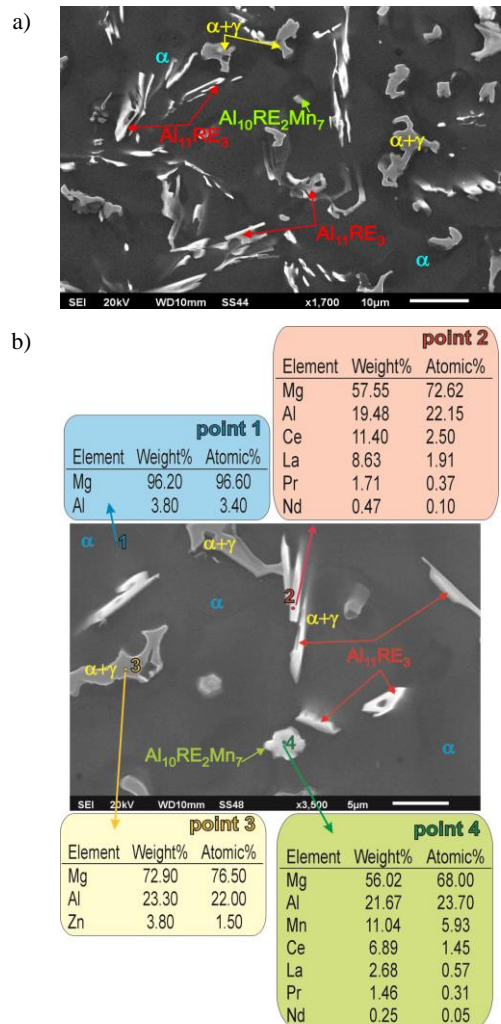 a)
α+γ
α
Al10RE2Mn7
Al11RE3
α+γ
Al11RE3
α
SEI 20kV WD10mm SS44 x1,700 10μm
b)
point 2
Element Weight% Atomic%
Mg 57.55 72.62
Al 19.48 22.15
Ce 11.40 2.50
La 8.63 1.91
Pr 1.71 0.37
Nd 0.47 0.10
point 1
Element Weight% Atomic%
Mg 96.20 96.60
Al 3.80 3.40
α 1
α+γ
α
2
α+γ
Al11RE3
α+γ 3
Al10RE2Mn7
4
α
SEI 20kV WD10mm SS48 x3,500 5μm
point 3
Element Weight% Atomic%
Mg 72.90 76.50
Al 23.30 22.00
Zn 3.80 1.50
point 4
Element Weight% Atomic%
Mg 56.02 68.00
Al 21.67 23.70
Mn 11.04 5.93
Ce 6.89 1.45
La 2.68 0.57
Pr 1.46 0.31
Nd 0.25 0.05